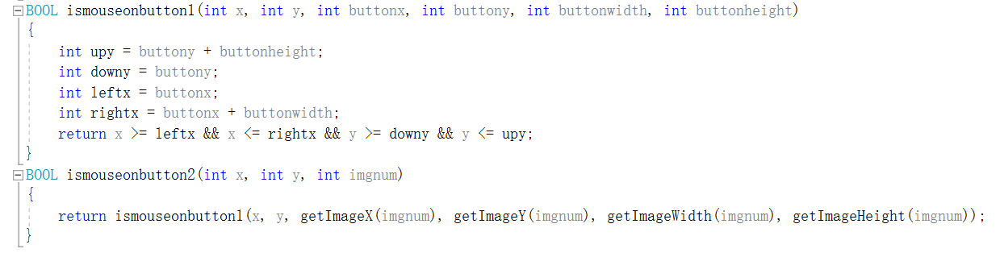 BOOL ismouseonbutton1(int x, int y, int buttonx, int buttony, int buttonwidth, int buttonheight)
{
int upy = buttony + buttonheight;
int downy = buttony;
int leftx = buttonx;
int rightx = buttonx + buttonwidth;
return x >= leftx && x <= rightx && y >= downy && y <= upy;
}
BOOL ismouseonbutton2(int x, int y, int imgnum)
{
return ismouseonbutton1(x, y, getImageX(imgnum), getImageY(imgnum), getImageWidth(imgnum), getImageHeight(imgnum));
}